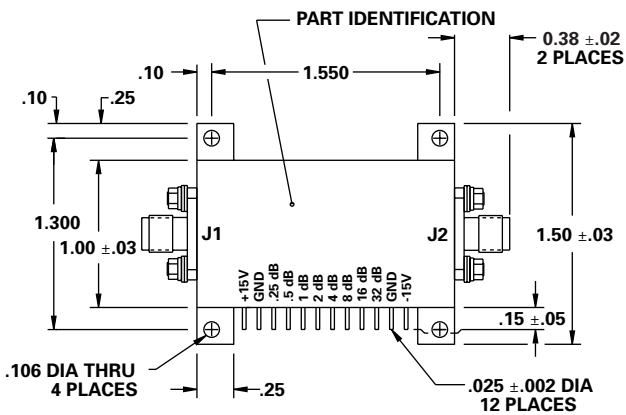 PART IDENTIFICATION
0.38 ±.02
2 PLACES
.10
1.550
.10
.25
1.300
1.00 ±.03
J1
J2
1.50 ±.03
+15V
GND
.25 dB
.5 dB
1 dB
2 dB
4 dB
8 dB
16 dB
32 dB
GND
-15V
.15 ±.05
.106 DIA THRU
4 PLACES
.25
.025 ±.002 DIA
12 PLACES